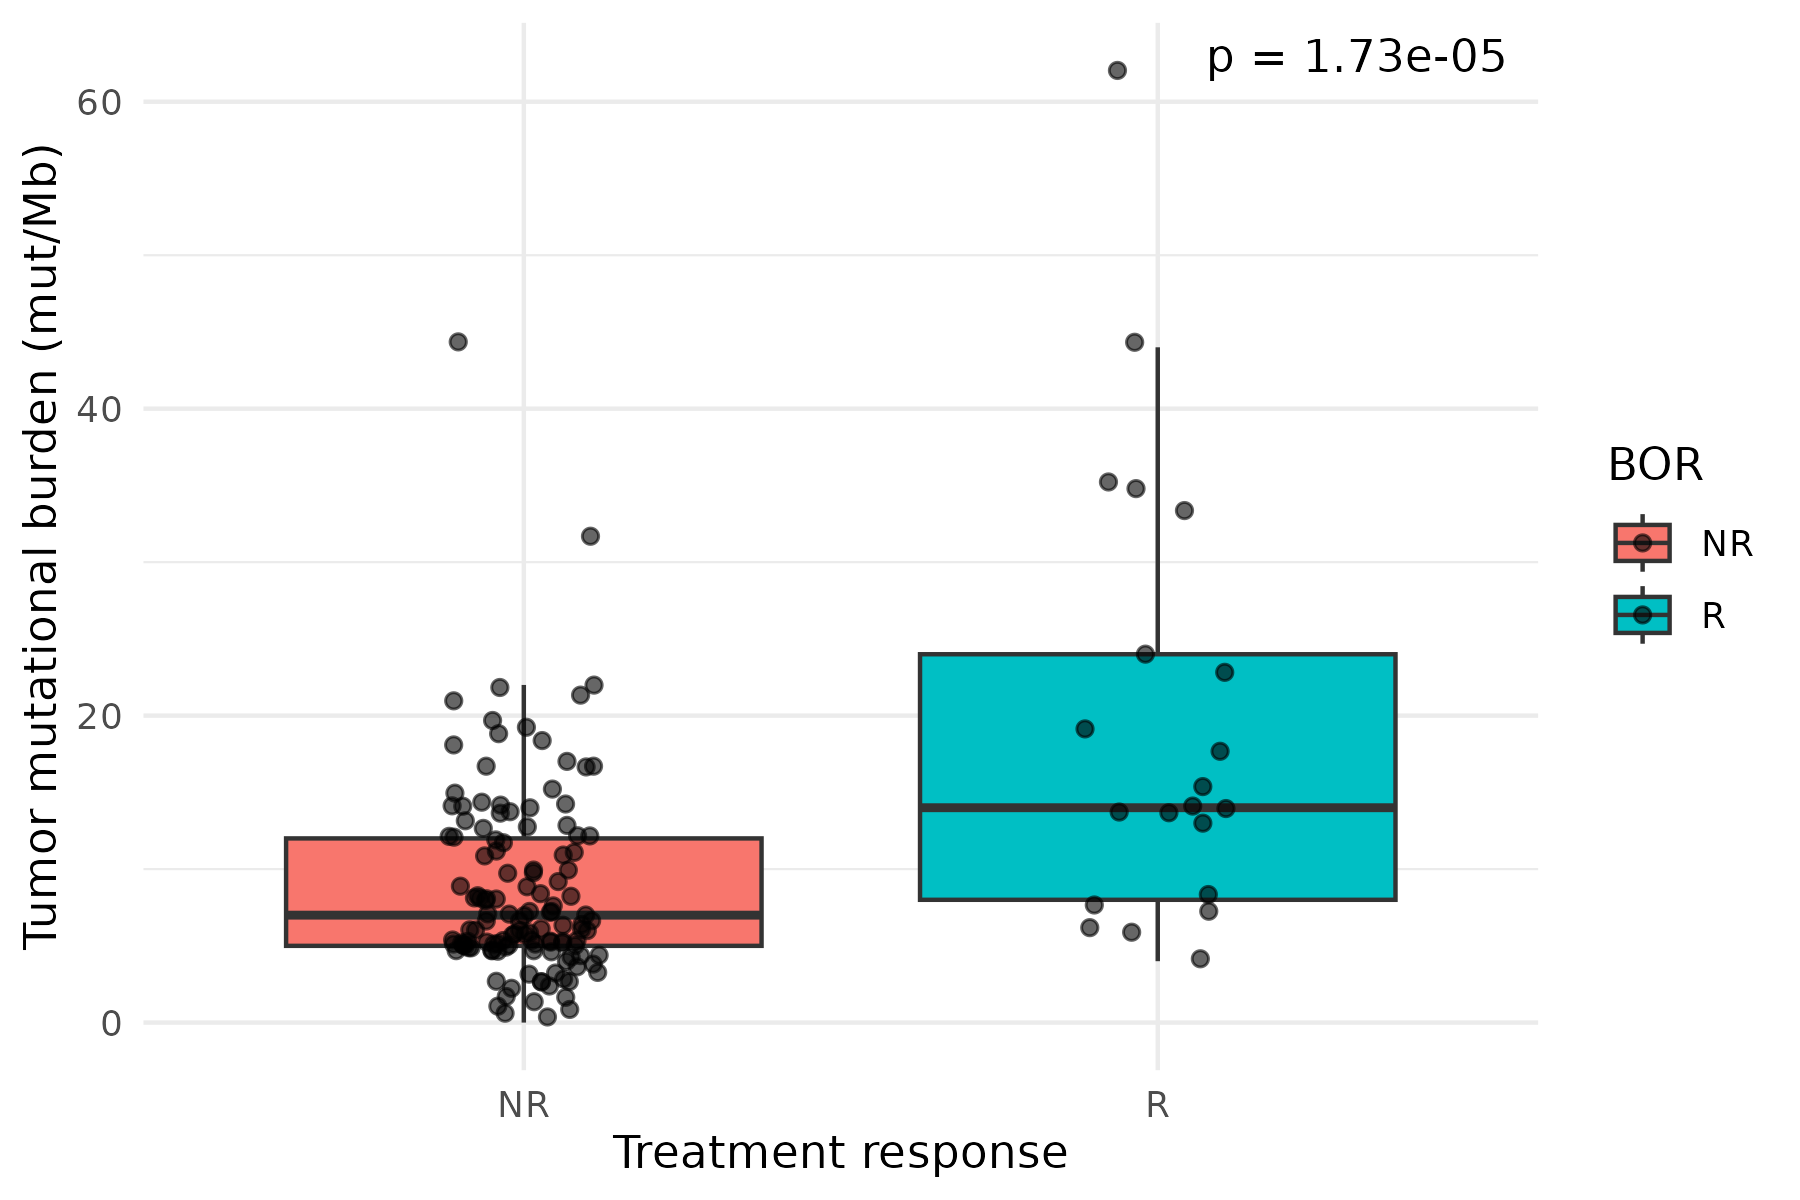 p = 1.73e-05
Tumor mutational burden (mut/Mb)
60
40
20
0
NR
R
Treatment response
BOR
NR
R